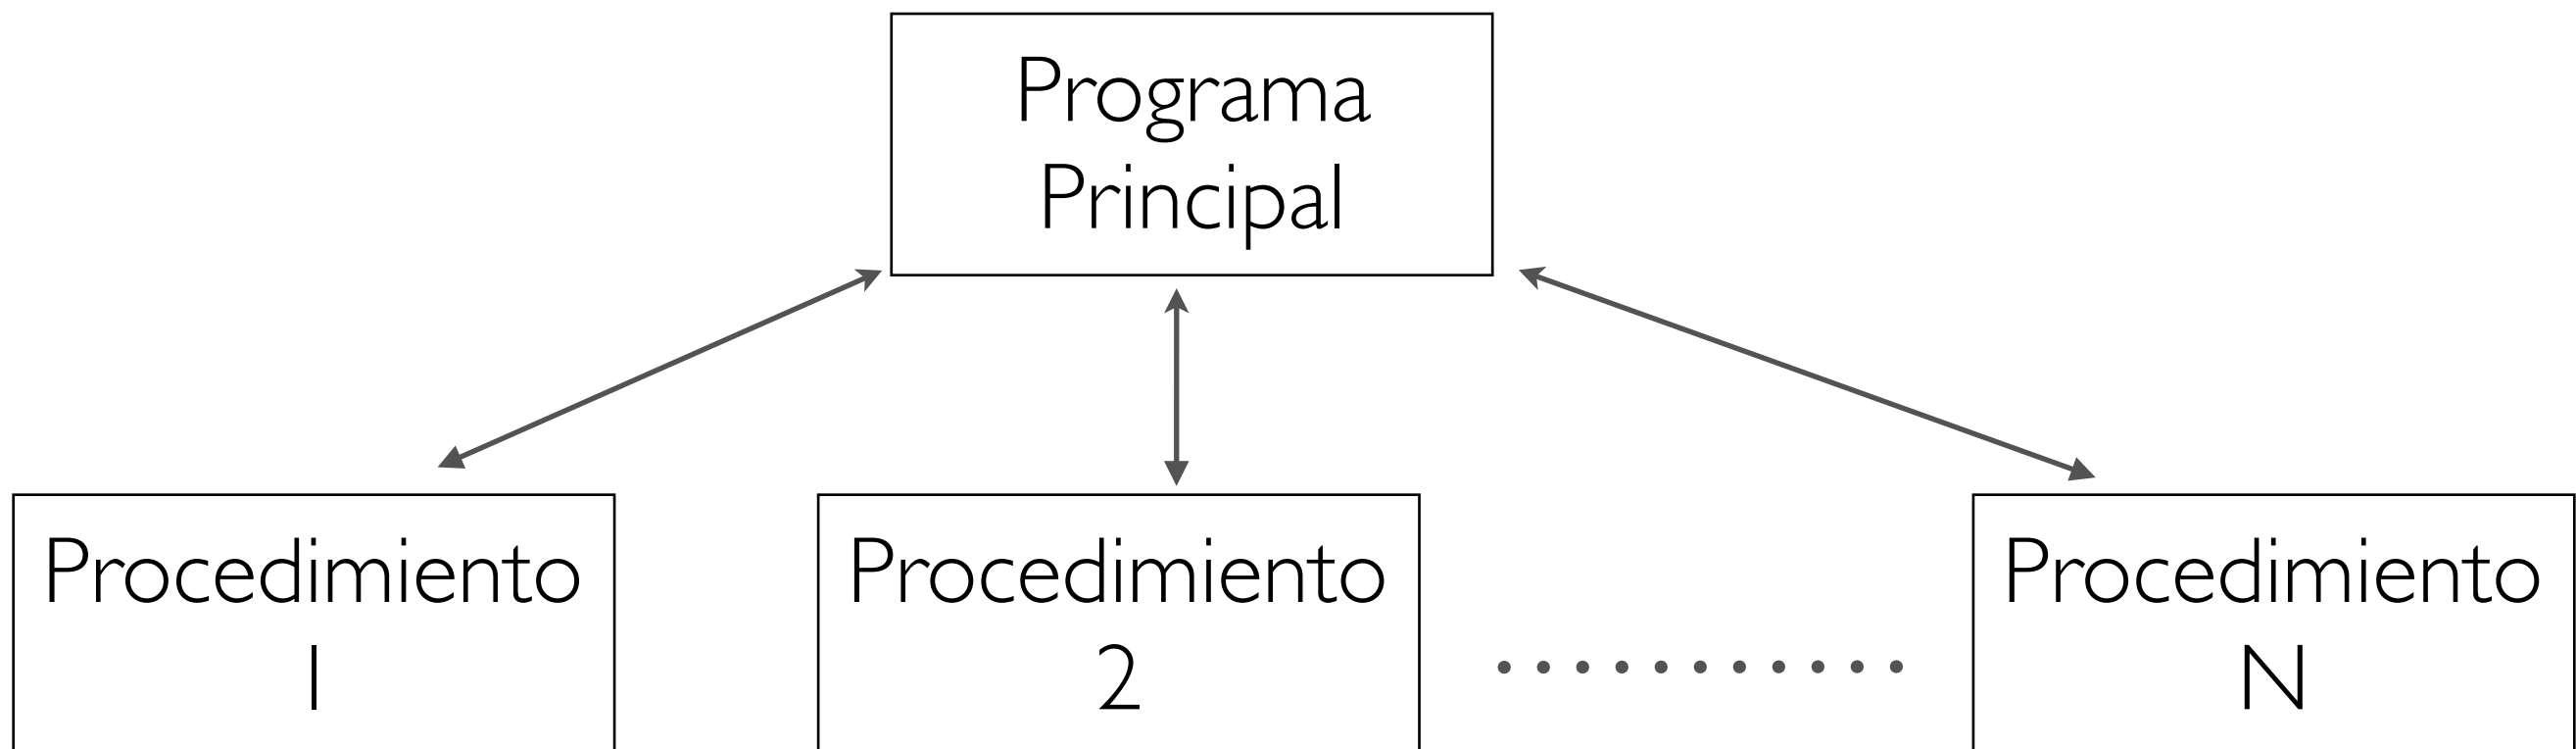 Programa
Principal
Procedimiento
1
Procedimiento
2
Procedimiento
N